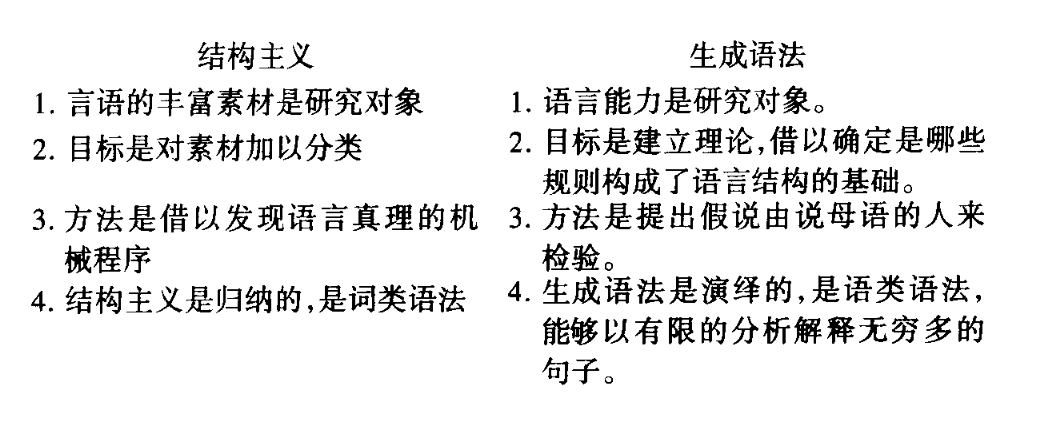 结构主义
1. 言语的丰富素材是研究对象
2. 目标是对素材加以分类
3. 方法是借以发现语言真理的机
械程序
4. 结构主义是归纳的,是词类语法
生成语法
1. 语言能力是研究对象。
2. 目标是建立理论,借以确定是哪些
规则构成了语言结构的基础。
3. 方法是提出假说由说母语的人来
检验。
4. 生成语法是演绎的,是语类语法,
能够以有限的分析解释无穷多的
句子。